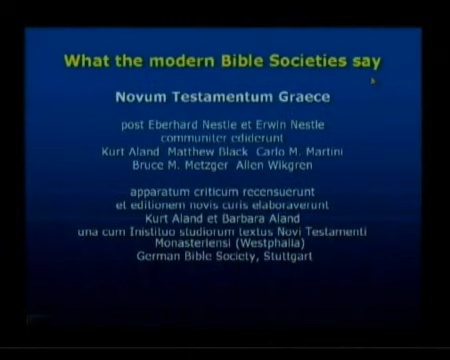 What the modern Bible Societies say
Novum Testamentum Graece
post Eberhard Nestle et Erwin Nestle
communiter ediderunt
Kurt Aland Matthew Black Carlo M. Martini
Bruce M. Metzger Allen Wikgren
apparatum criticum recensuerunt
et editionem novis curis elaboraverunt
Kurt Aland et Barbara Aland
una cum Inistituo studiorum textus Novi Testamenti
Monasteriensi (Westphalia)
German Bible Society, Stuttgart